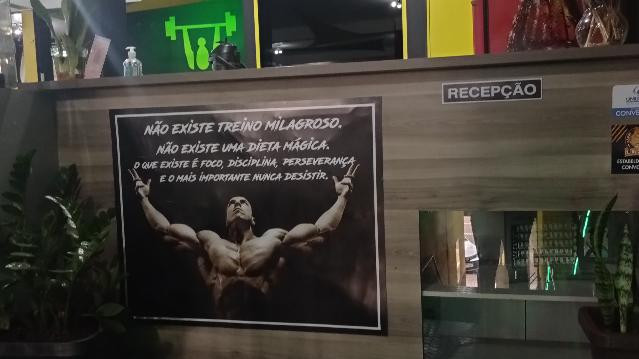 RECEPÇÃO
NÃO EXISTE TREINO MILAGROSO.
NÃO EXISTE UMA DIETA MÁGICA.
O QUE EXISTE É FOCO, DISCIPLINA, PERSEVERANÇA
E O MAIS IMPORTANTE NUNCA DESISTIR.